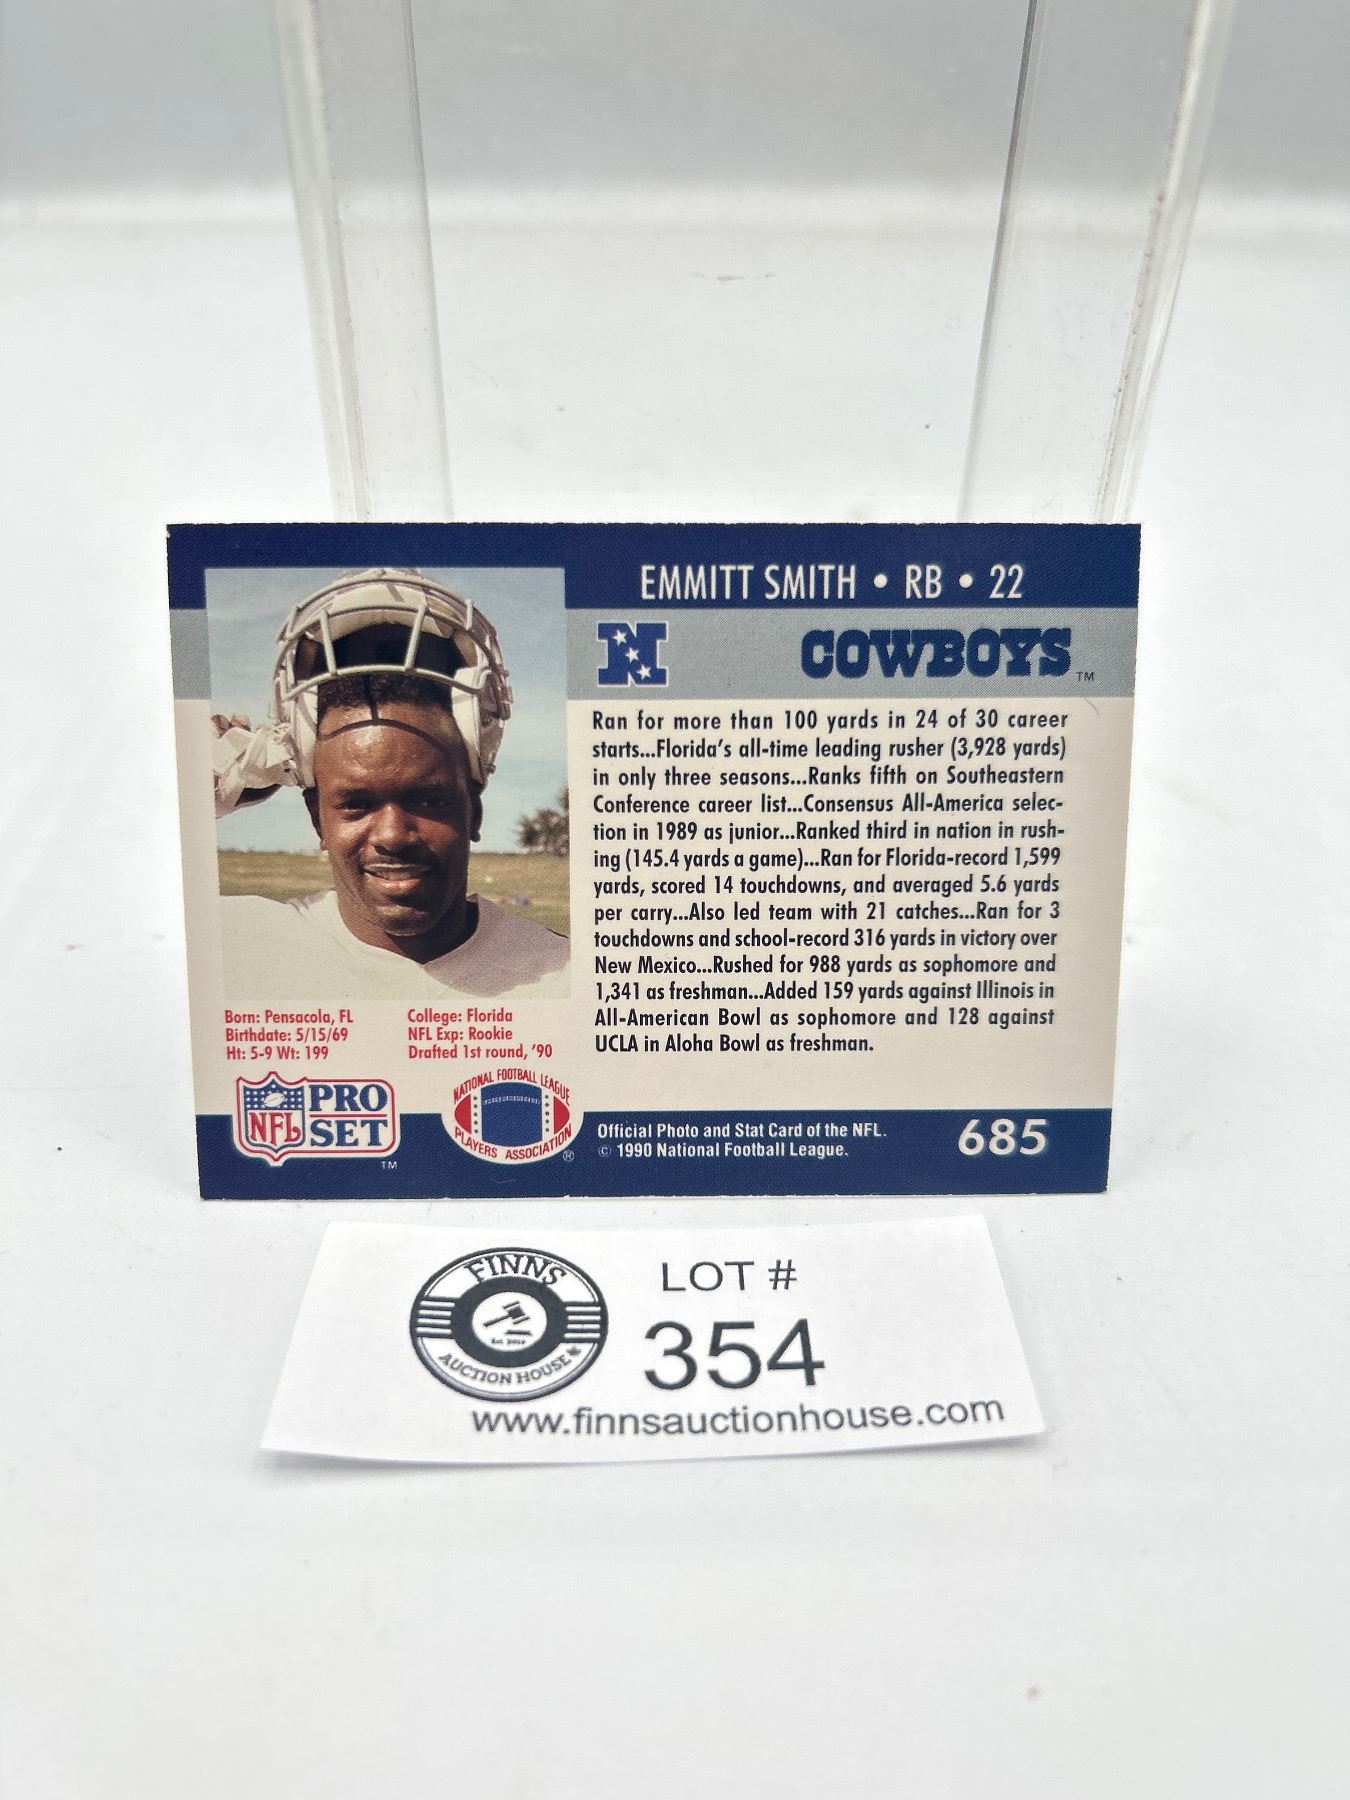 EMMITT SMITH • RB • 22
N
COWBOYS™
Ran for more than 100 yards in 24 of 30 career
starts...Florida's all-time leading rusher (3,928 yards)
in only three seasons...Ranks fifth on Southeastern
Conference career list...Consensus All-America selec-
tion in 1989 as junior...Ranked third in nation in rush-
ing (145.4 yards a game)...Ran for Florida-record 1,599
yards, scored 14 touchdowns, and averaged 5.6 yards
per carry...Also led team with 21 catches...Ran for 3
touchdowns and school-record 316 yards in victory over
New Mexico...Rushed for 988 yards as sophomore and
1,341 as freshman...Added 159 yards against Illinois in
All-American Bowl as sophomore and 128 against
UCLA in Aloha Bowl as freshman.
Born: Pensacola, FL
Birthdate: 5/15/69
Ht: 5-9 Wt: 199
College: Florida
NFL Exp: Rookie
Drafted 1st round, '90
NFL
PRO
SET
™
NATIONAL FOOTBALL LEAGUE
PLAYERS ASSOCIATION
®
Official Photo and Stat Card of the NFL.
© 1990 National Football League.
685
FINNS
Est. 2019
AUCTION HOUSE
LOT #
354
www.finnsauctionhouse.com